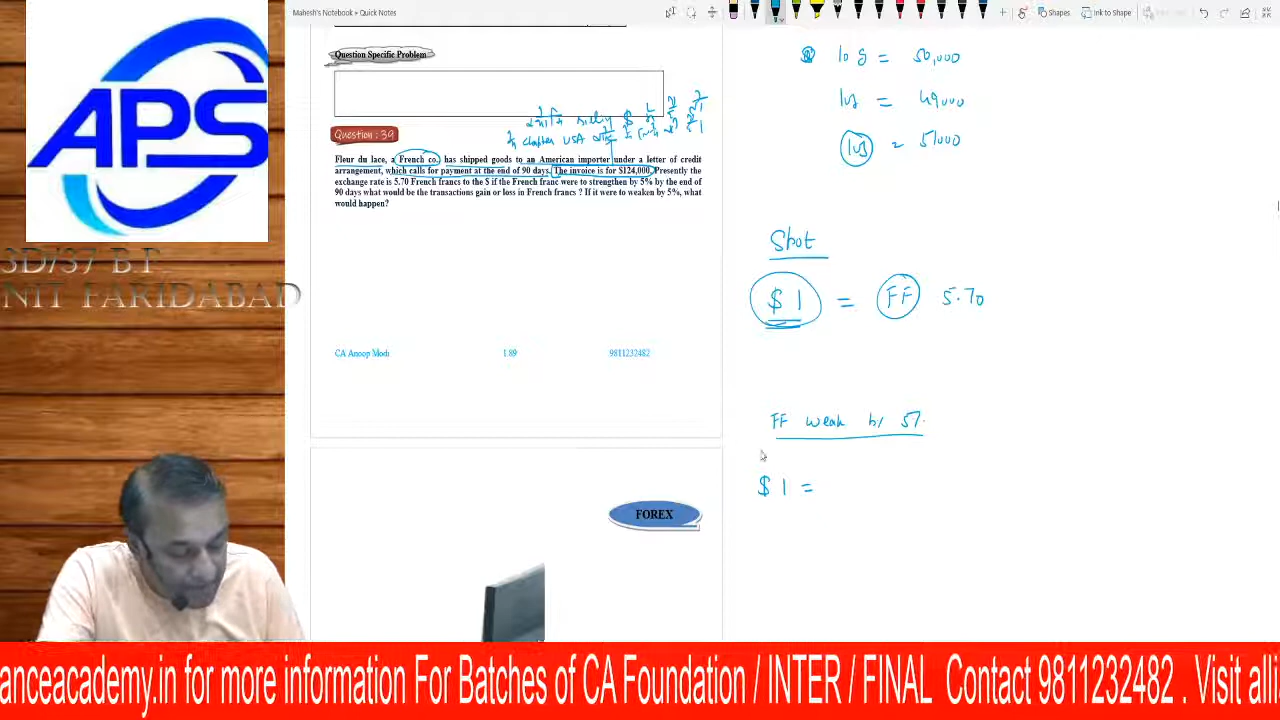 Mahesh's Notebook » Quick Notes
Shapes
Ink to Shape
APS
3D/37 B.P.
NIT FARIDABAD
Question Specific Problem
$
chapter USA
Question : 39
Fleur du lace, a French co. has shipped goods to an American importer under a letter of credit
arrangement, which calls for payment at the end of 90 days. The invoice is for $124,000. Presently the
exchange rate is 5.70 French francs to the $ if the French franc were to strengthen by 5% by the end of
90 days what would be the transactions gain or loss in French francs ? If it were to weaken by 5%, what
would happen?
CA Anoop Modi
1.89
9811232482
FOREX
10 g = 50,000
10g = 49000
10g = 51000
Spot
$ 1 = FF 5.70
FF weak by 5%
$ 1 =
anceacademy.in for more information For Batches of CA Foundation / INTER / FINAL Contact 9811232482 . Visit alli